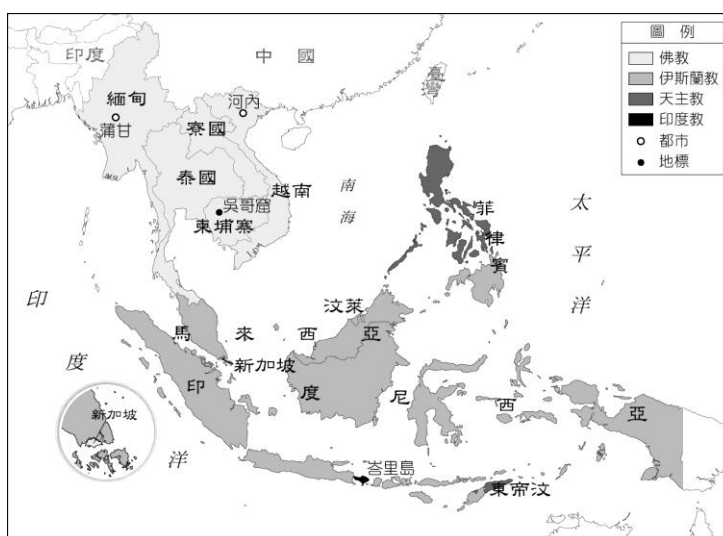 圖 例
佛教
伊斯蘭教
天主教
印度教
都市
地標
印度
中 國
臺灣
緬甸
河內
蒲甘
寮國
泰國
越南
南海
吳哥窟
柬埔寨
菲律賓
太平洋
汶萊
馬來西亞
新加坡
印度尼西亞
新加坡
峇里島
東帝汶
印度洋